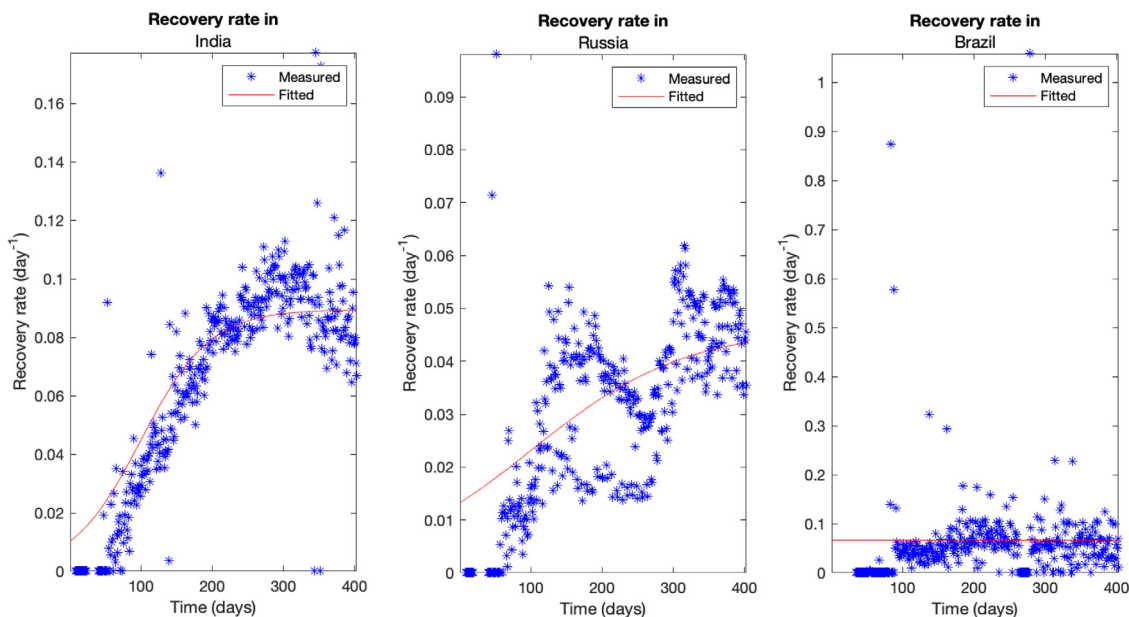 Recovery rate in
India
Measured
Fitted
0.16
0.14
0.12
0.1
0.08
0.06
0.04
0.02
0
Recovery rate (day⁻¹)
100
200
300
400
Time (days)
Recovery rate in
Russia
Measured
Fitted
0.09
0.08
0.07
0.06
0.05
0.04
0.03
0.02
0.01
0
Recovery rate (day⁻¹)
100
200
300
400
Time (days)
Recovery rate in
Brazil
Measured
Fitted
1
0.9
0.8
0.7
0.6
0.5
0.4
0.3
0.2
0.1
0
Recovery rate (day⁻¹)
100
200
300
400
Time (days)